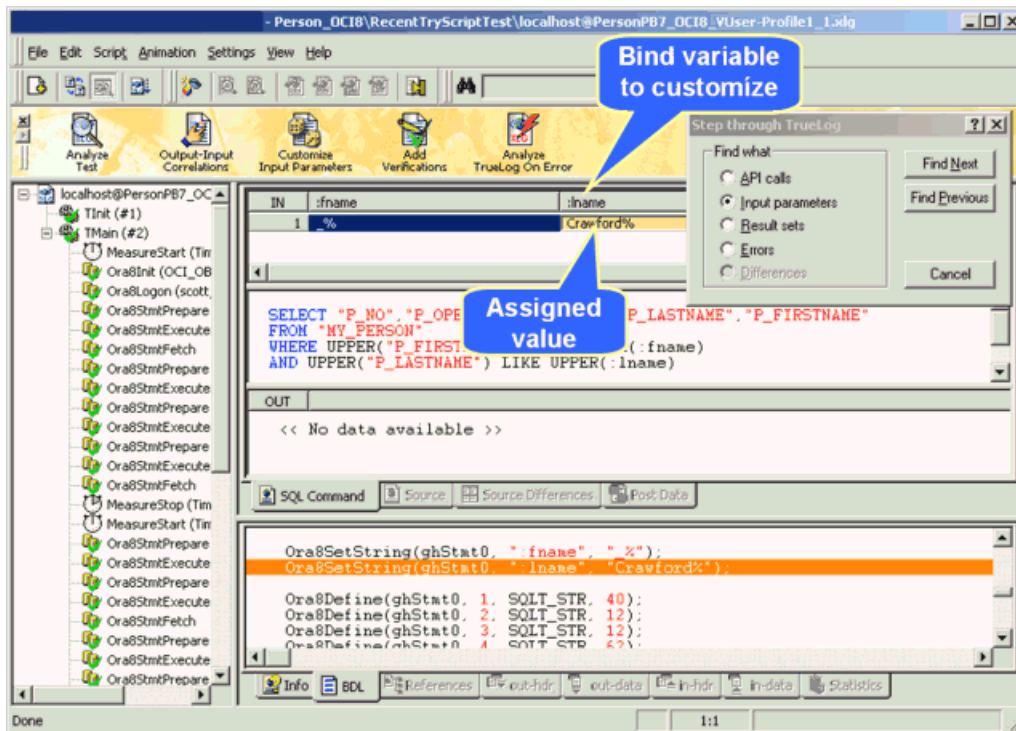 - Person_OCI8\RecentTryScriptTest\localhost@PersonPB7_OCI8_VUser-Profile1_1.xlg
File Edit Script Animation Settings View Help
Bind variable
to customize
Analyze
Test
Output-Input
Correlations
Customize
Input Parameters
Add
Verifications
Analyze
TrueLog On Error
Step through TrueLog
Find what
API calls
Input parameters
Result sets
Errors
Differences
Find Next
Find Previous
Cancel
localhost@PersonPB7_OC
TInit (#1)
TMain (#2)
MeasureStart (Tim
Ora8Init (OCI_OB
Ora8Logon (scott,
Ora8StmtPrepare
Ora8StmtExecute
Ora8StmtFetch
Ora8StmtPrepare
Ora8StmtExecute
Ora8StmtPrepare
Ora8StmtExecute
Ora8StmtPrepare
Ora8StmtExecute
Ora8StmtFetch
MeasureStop (Tim
MeasureStart (Tim
Ora8StmtPrepare
Ora8StmtExecute
Ora8StmtPrepare
Ora8StmtExecute
Ora8StmtFetch
Ora8StmtPrepare
Ora8StmtExecute
Ora8StmtPrepare
IN :fname :lname
1 _% Crawford%
Assigned
value
SELECT "P_NO","P_OPE P_LASTNAME","P_FIRSTNAME"
FROM "MY_PERSON"
WHERE UPPER("P_FIRST (:fname)
AND UPPER("P_LASTNAME") LIKE UPPER(:lname)
OUT
<< No data available >>
SQL Command Source Source Differences Post Data
Ora8SetString(ghStmt0, ":fname", "_%");
Ora8SetString(ghStmt0, ":lname", "Crawford%");
Ora8Define(ghStmt0, 1, SQLT_STR, 40);
Ora8Define(ghStmt0, 2, SQLT_STR, 12);
Ora8Define(ghStmt0, 3, SQLT_STR, 12);
Ora8Define(ghStmt0, 4, SQLT_STR, 62);
Info BDL References out-hdr out-data in-hdr in-data Statistics
Done
1:1